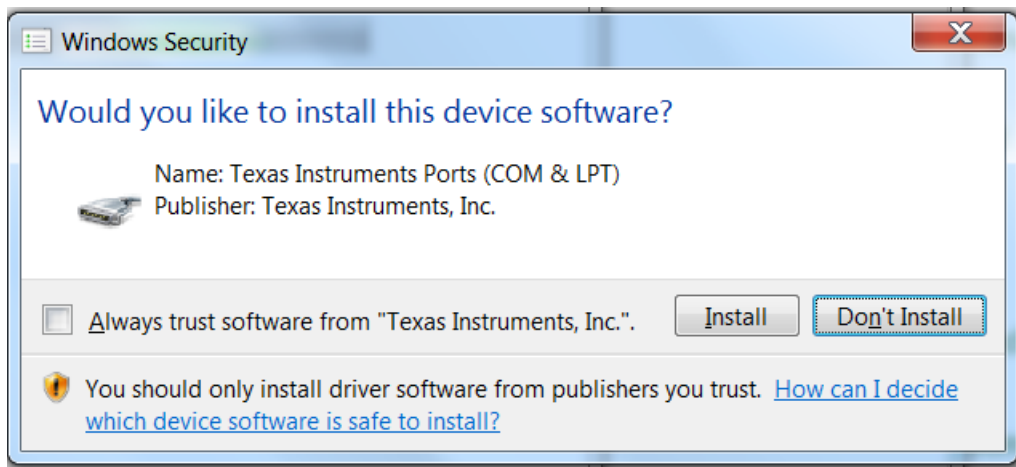 Windows Security
Would you like to install this device software?
Name: Texas Instruments Ports (COM & LPT)
Publisher: Texas Instruments, Inc.
Always trust software from "Texas Instruments, Inc.". Install Don't Install
You should only install driver software from publishers you trust. How can I decide
which device software is safe to install?